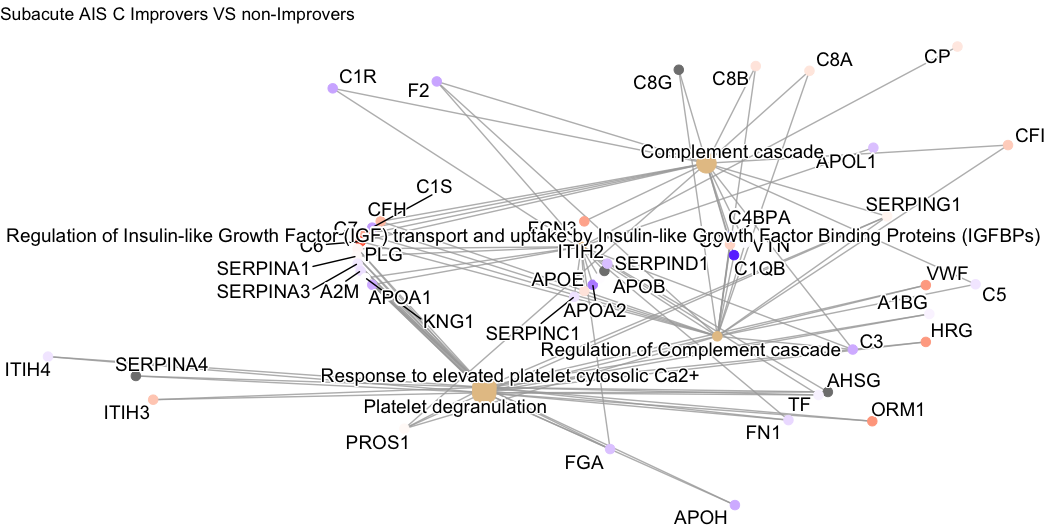 Subacute AIS C Improvers VS non-Improvers
CP
C8A
C8B
C8G
C1R
F2
CFI
Complement cascade
APOL1
C1S
CFH
SERPING1
C4BPA
C7
FCN3
Regulation of Insulin-like Growth Factor (IGF) transport and uptake by Insulin-like Growth Factor Binding Proteins (IGFBPs)
C6
C9
VTN
ITIH2
PLG
SERPIND1
C1QB
SERPINA1
VWF
APOE
APOB
SERPINA3
A2M
APOA1
C5
A1BG
APOA2
KNG1
SERPINC1
HRG
C3
Regulation of Complement cascade
SERPINA4
ITIH4
Response to elevated platelet cytosolic Ca2+
AHSG
TF
Platelet degranulation
ITIH3
ORM1
FN1
PROS1
FGA
APOH